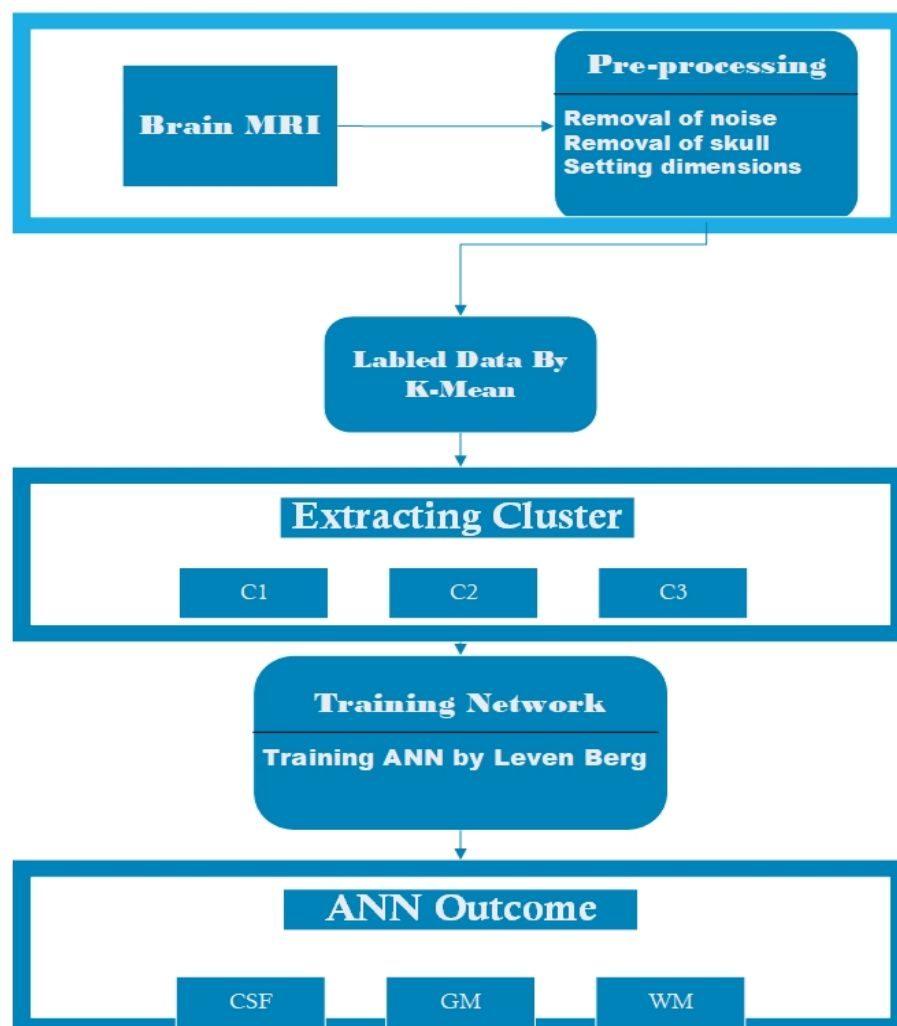 Brain MRI
Pre-processing
Removal of noise
Removal of skull
Setting dimensions
Labled Data By
K-Mean
Extracting Cluster
C1
C2
C3
Training Network
Training ANN by Leven Berg
ANN Outcome
CSF
GM
WM